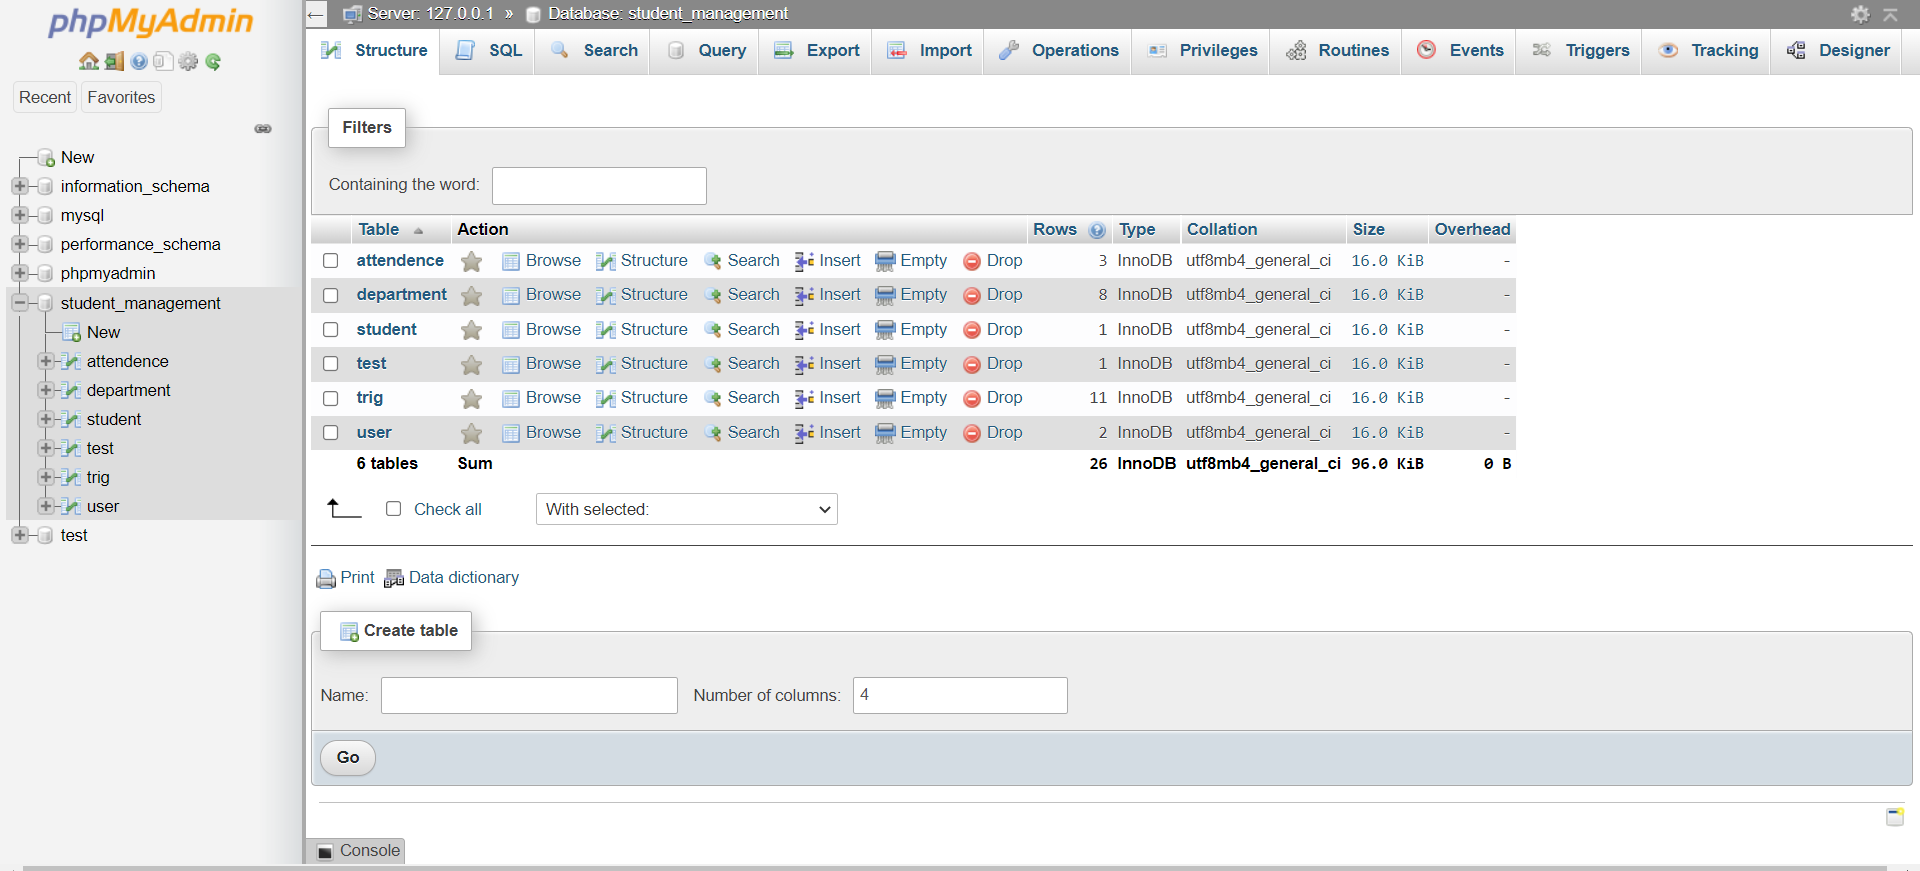 phpMyAdmin
Recent Favorites
New
information_schema
mysql
performance_schema
phpmyadmin
student_management
New
attendence
department
student
test
trig
user
test
Server: 127.0.0.1 » Database: student_management
Structure SQL Search Query Export Import Operations Privileges Routines Events Triggers Tracking Designer
Filters
Containing the word:
Table Action Rows Type Collation Size Overhead
attendence Browse Structure Search Insert Empty Drop 3 InnoDB utf8mb4_general_ci 16.0 KiB -
department Browse Structure Search Insert Empty Drop 8 InnoDB utf8mb4_general_ci 16.0 KiB -
student Browse Structure Search Insert Empty Drop 1 InnoDB utf8mb4_general_ci 16.0 KiB -
test Browse Structure Search Insert Empty Drop 1 InnoDB utf8mb4_general_ci 16.0 KiB -
trig Browse Structure Search Insert Empty Drop 11 InnoDB utf8mb4_general_ci 16.0 KiB -
user Browse Structure Search Insert Empty Drop 2 InnoDB utf8mb4_general_ci 16.0 KiB -
6 tables Sum 26 InnoDB utf8mb4_general_ci 96.0 KiB 0 B
Check all With selected:
Print Data dictionary
Create table
Name: Number of columns: 4
Go
Console